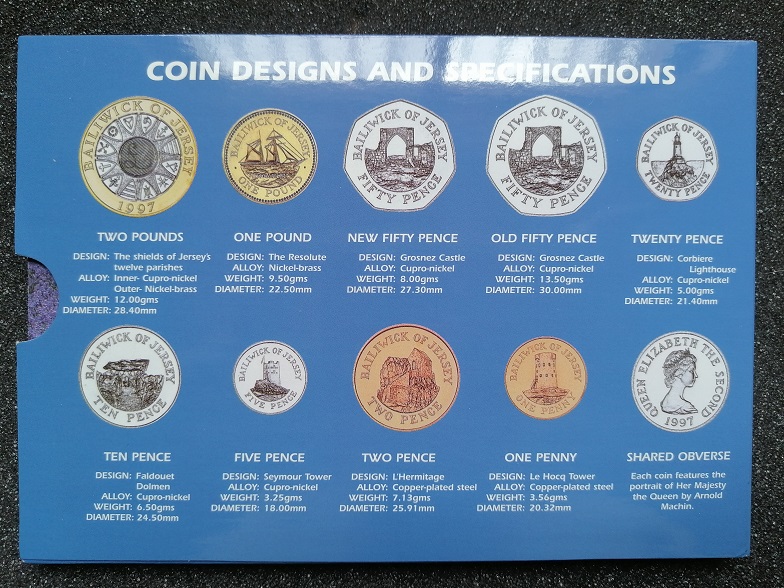 COIN DESIGNS AND SPECIFICATIONS
BAILIWICK OF JERSEY
1997
BAILIWICK OF JERSEY
ONE POUND
BAILIWICK OF JERSEY
FIFTY PENCE
BAILIWICK OF JERSEY
FIFTY PENCE
BAILIWICK OF JERSEY
TWENTY PENCE
TWO POUNDS
DESIGN: The shields of Jersey's
twelve parishes
ALLOY: Inner- Cupro-nickel
Outer- Nickel-brass
WEIGHT: 12.00gms
DIAMETER: 28.40mm
ONE POUND
DESIGN: The Resolute
ALLOY: Nickel-brass
WEIGHT: 9.50gms
DIAMETER: 22.50mm
NEW FIFTY PENCE
DESIGN: Grosnez Castle
ALLOY: Cupro-nickel
WEIGHT: 8.00gms
DIAMETER: 27.30mm
OLD FIFTY PENCE
DESIGN: Grosnez Castle
ALLOY: Cupro-nickel
WEIGHT: 13.50gms
DIAMETER: 30.00mm
TWENTY PENCE
DESIGN: Corbiere
Lighthouse
ALLOY: Cupro-nickel
WEIGHT: 5.00gms
DIAMETER: 21.40mm
BAILIWICK OF JERSEY
TEN PENCE
BAILIWICK OF JERSEY
FIVE PENCE
BAILIWICK OF JERSEY
TWO PENCE
BAILIWICK OF JERSEY
ONE PENNY
QUEEN ELIZABETH THE SECOND
1997
TEN PENCE
DESIGN: Faldouet
Dolmen
ALLOY: Cupro-nickel
WEIGHT: 6.50gms
DIAMETER: 24.50mm
FIVE PENCE
DESIGN: Seymour Tower
ALLOY: Cupro-nickel
WEIGHT: 3.25gms
DIAMETER: 18.00mm
TWO PENCE
DESIGN: L'Hermitage
ALLOY: Copper-plated steel
WEIGHT: 7.13gms
DIAMETER: 25.91mm
ONE PENNY
DESIGN: Le Hocq Tower
ALLOY: Copper-plated steel
WEIGHT: 3.56gms
DIAMETER: 20.32mm
SHARED OBVERSE
Each coin features the
portrait of Her Majesty
the Queen by Arnold
Machin.